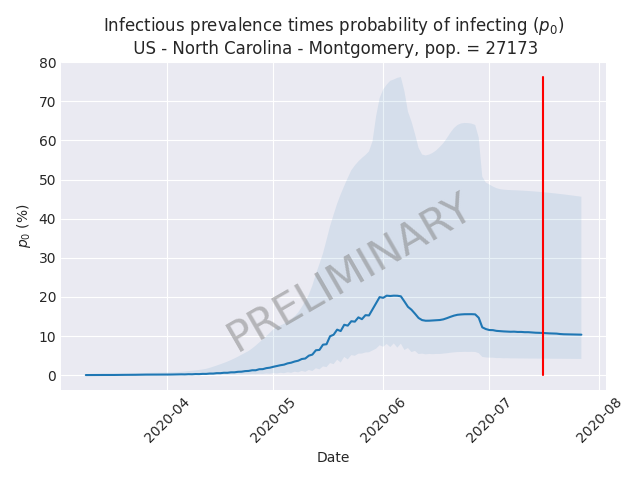 Infectious prevalence times probability of infecting (p₀)
US - North Carolina - Montgomery, pop. = 27173
80
70
60
50
40
30
20
10
0
p₀ (%)
PRELIMINARY
2020-04
2020-05
2020-06
2020-07
2020-08
Date